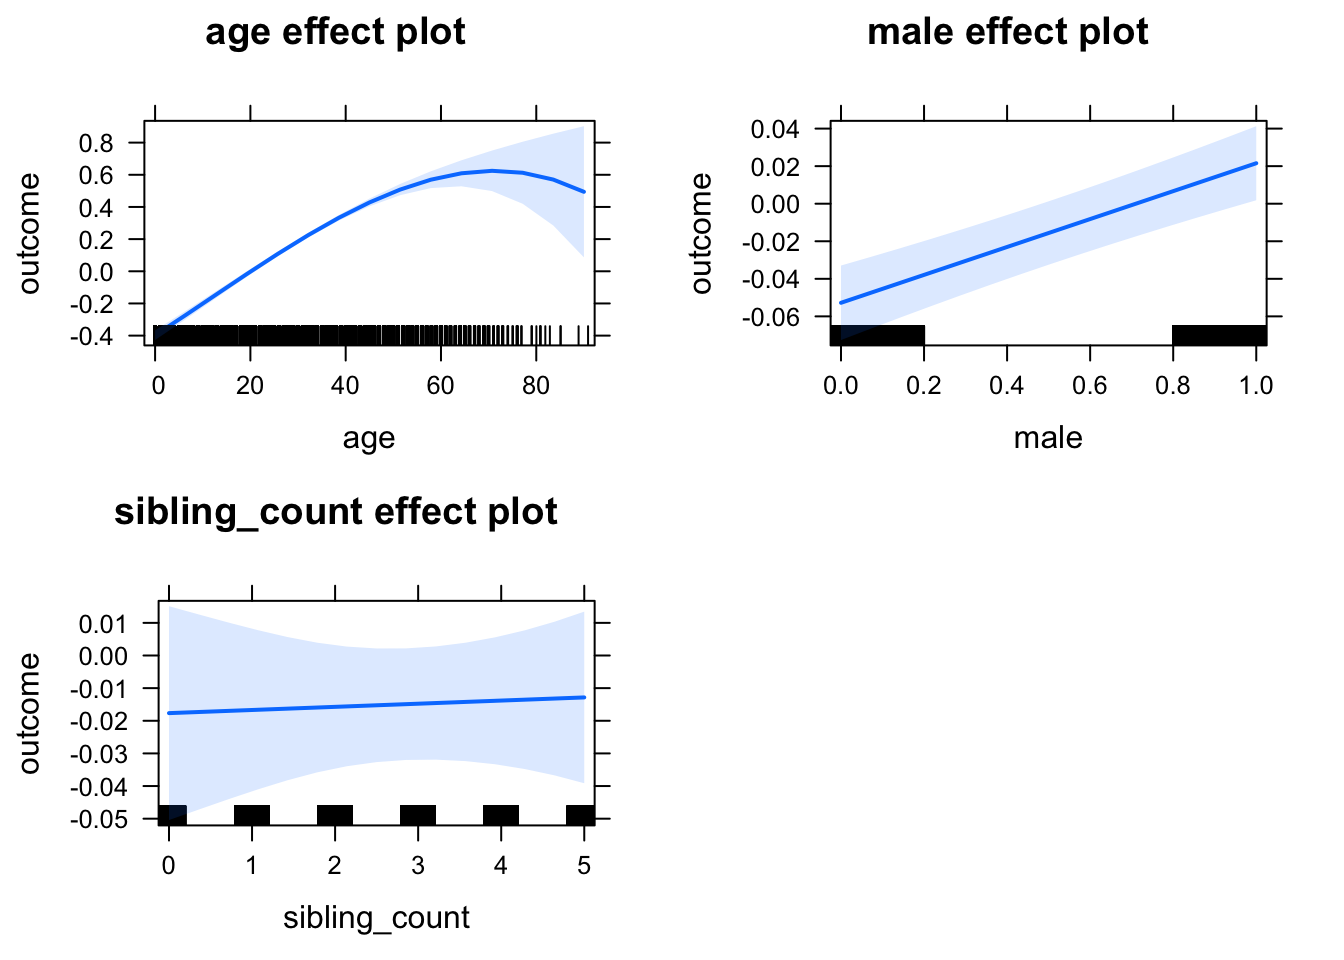 age effect plot
outcome
0.8
0.6
0.4
0.2
0.0
-0.2
-0.4
0 20 40 60 80
age
male effect plot
outcome
0.04
0.02
0.00
-0.02
-0.04
-0.06
0.0 0.2 0.4 0.6 0.8 1.0
male
sibling_count effect plot
outcome
0.01
0.00
-0.01
-0.02
-0.03
-0.04
-0.05
0 1 2 3 4 5
sibling_count